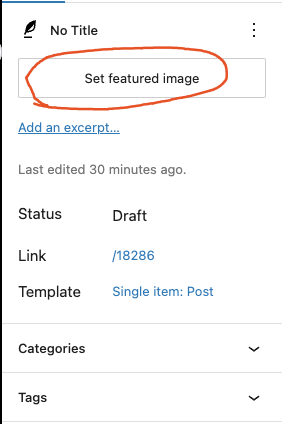 No Title
Set featured image
Add an excerpt...
Last edited 30 minutes ago.
Status Draft
Link /18286
Template Single item: Post
Categories
Tags